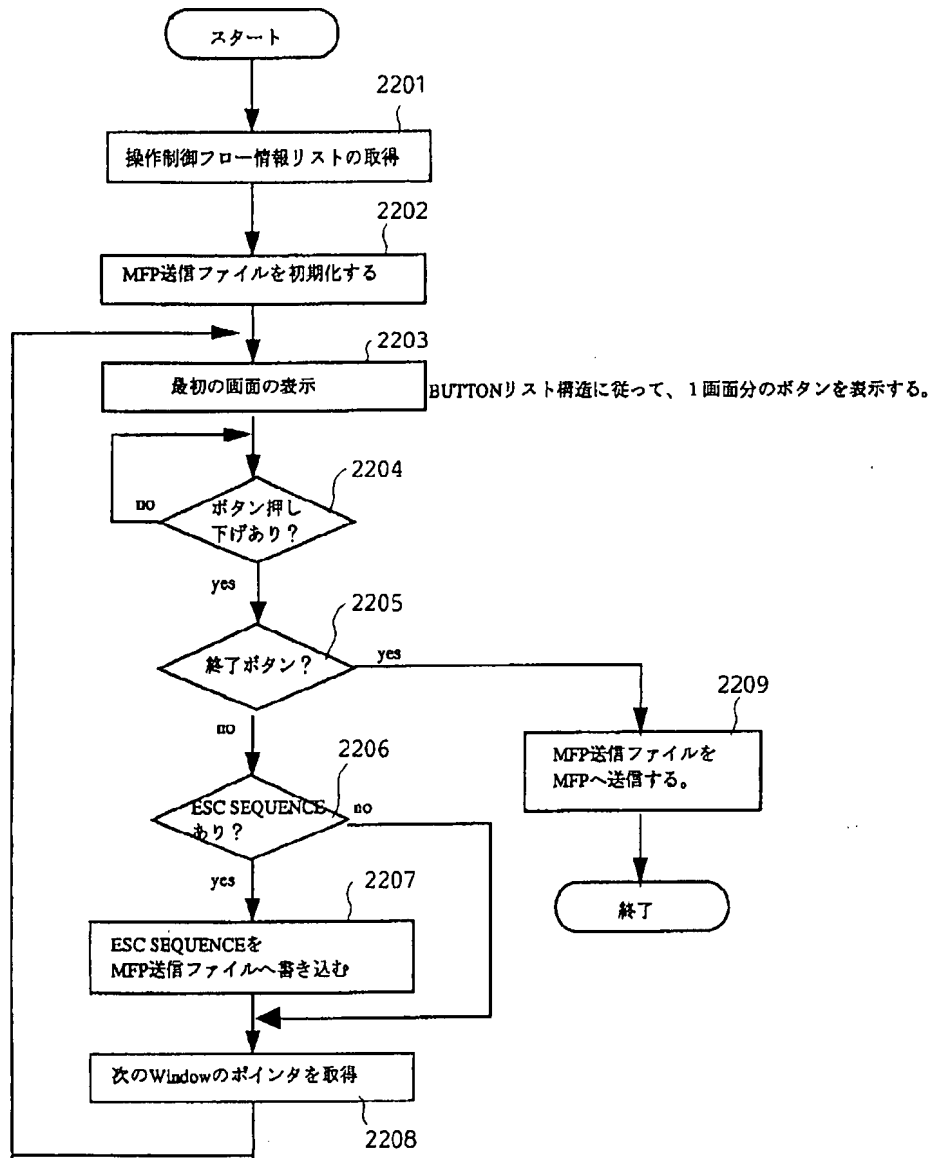 スタート
2201
操作制御フロー情報リストの取得
2202
MFP送信ファイルを初期化する
2203
最初の画面の表示
BUTTONリスト構造に従って、１画面分のボタンを表示する。
2204
no
ボタン押し
下げあり？
yes
2205
終了ボタン？
yes
no
2209
MFP送信ファイルを
MFPへ送信する。
2206
ESC SEQUENCE
あり？
no
yes
終了
2207
ESC SEQUENCEを
MFP送信ファイルへ書き込む
次のWindowのポインタを取得
2208